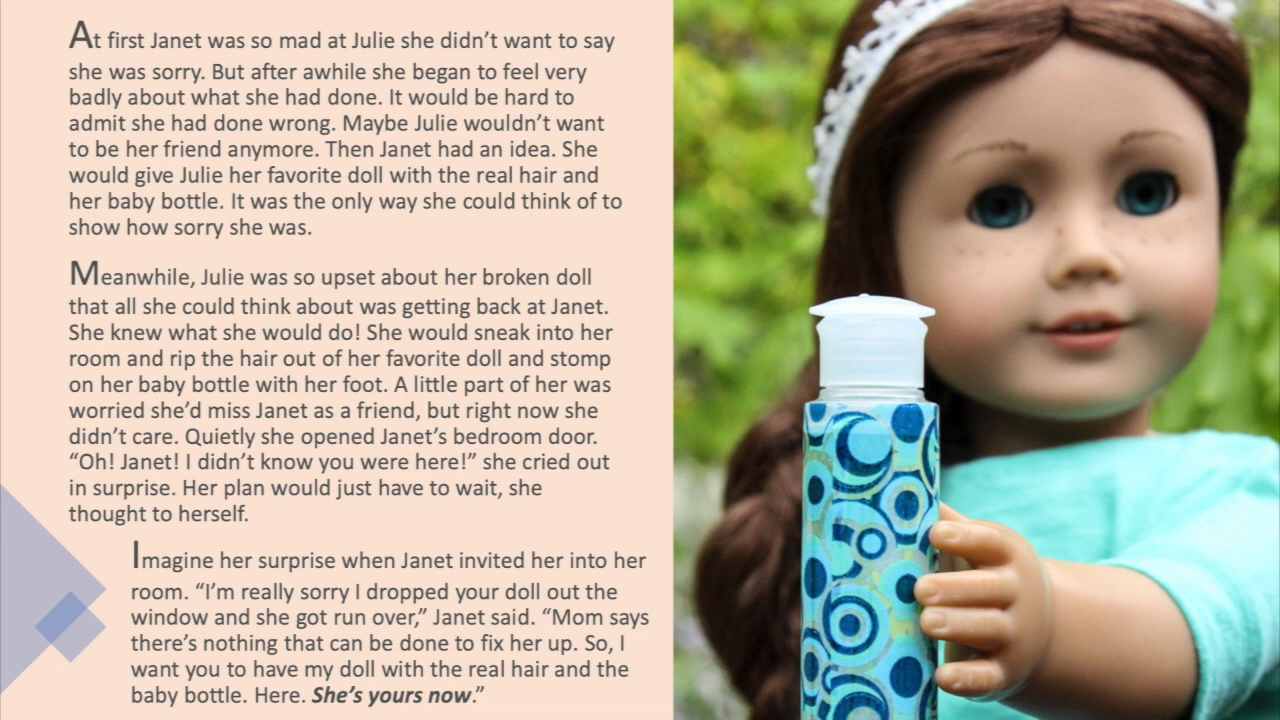 At first Janet was so mad at Julie she didn’t want to say
she was sorry. But after awhile she began to feel very
badly about what she had done. It would be hard to
admit she had done wrong. Maybe Julie wouldn’t want
to be her friend anymore. Then Janet had an idea. She
would give Julie her favorite doll with the real hair and
her baby bottle. It was the only way she could think of to
show how sorry she was.
Meanwhile, Julie was so upset about her broken doll
that all she could think about was getting back at Janet.
She knew what she would do! She would sneak into her
room and rip the hair out of her favorite doll and stomp
on her baby bottle with her foot. A little part of her was
worried she’d miss Janet as a friend, but right now she
didn’t care. Quietly she opened Janet’s bedroom door.
“Oh! Janet! I didn’t know you were here!” she cried out
in surprise. Her plan would just have to wait, she
thought to herself.
Imagine her surprise when Janet invited her into her
room. “I’m really sorry I dropped your doll out the
window and she got run over,” Janet said. “Mom says
there’s nothing that can be done to fix her up. So, I
want you to have my doll with the real hair and the
baby bottle. Here. She’s yours now.”